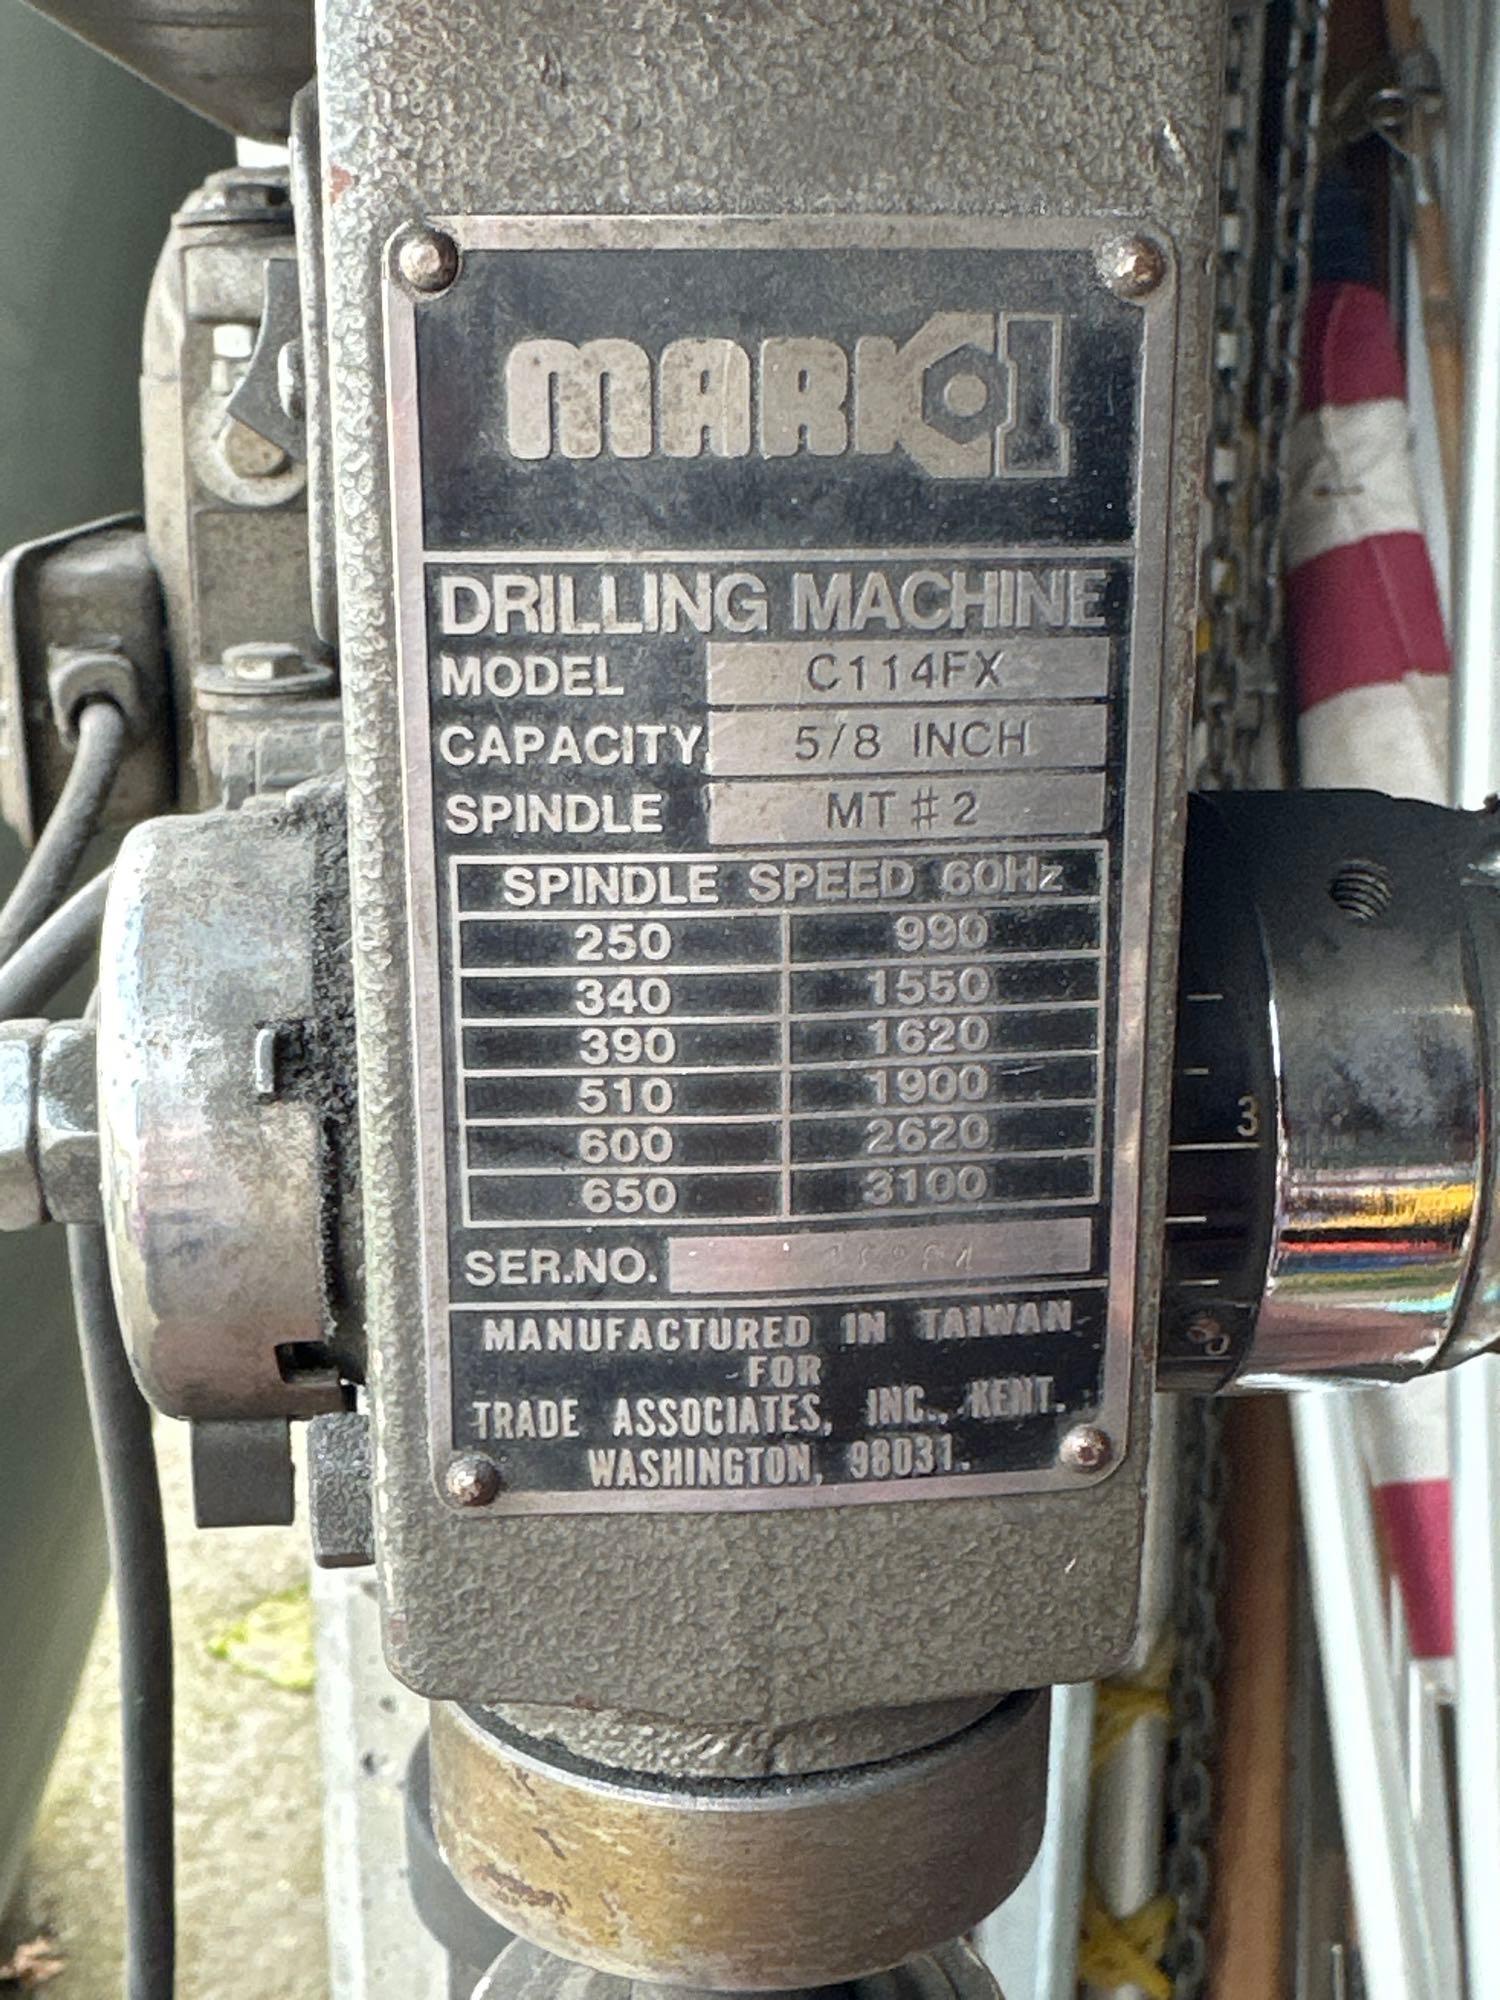 MARK 1
DRILLING MACHINE
MODEL C114FX
CAPACITY 5/8 INCH
SPINDLE MT#2
SPINDLE SPEED 60Hz
250 990
340 1550
390 1620
510 1900
600 2620
650 3100
SER.NO.
MANUFACTURED IN TAIWAN
FOR
TRADE ASSOCIATES, INC., KENT.
WASHINGTON, 98031.
3